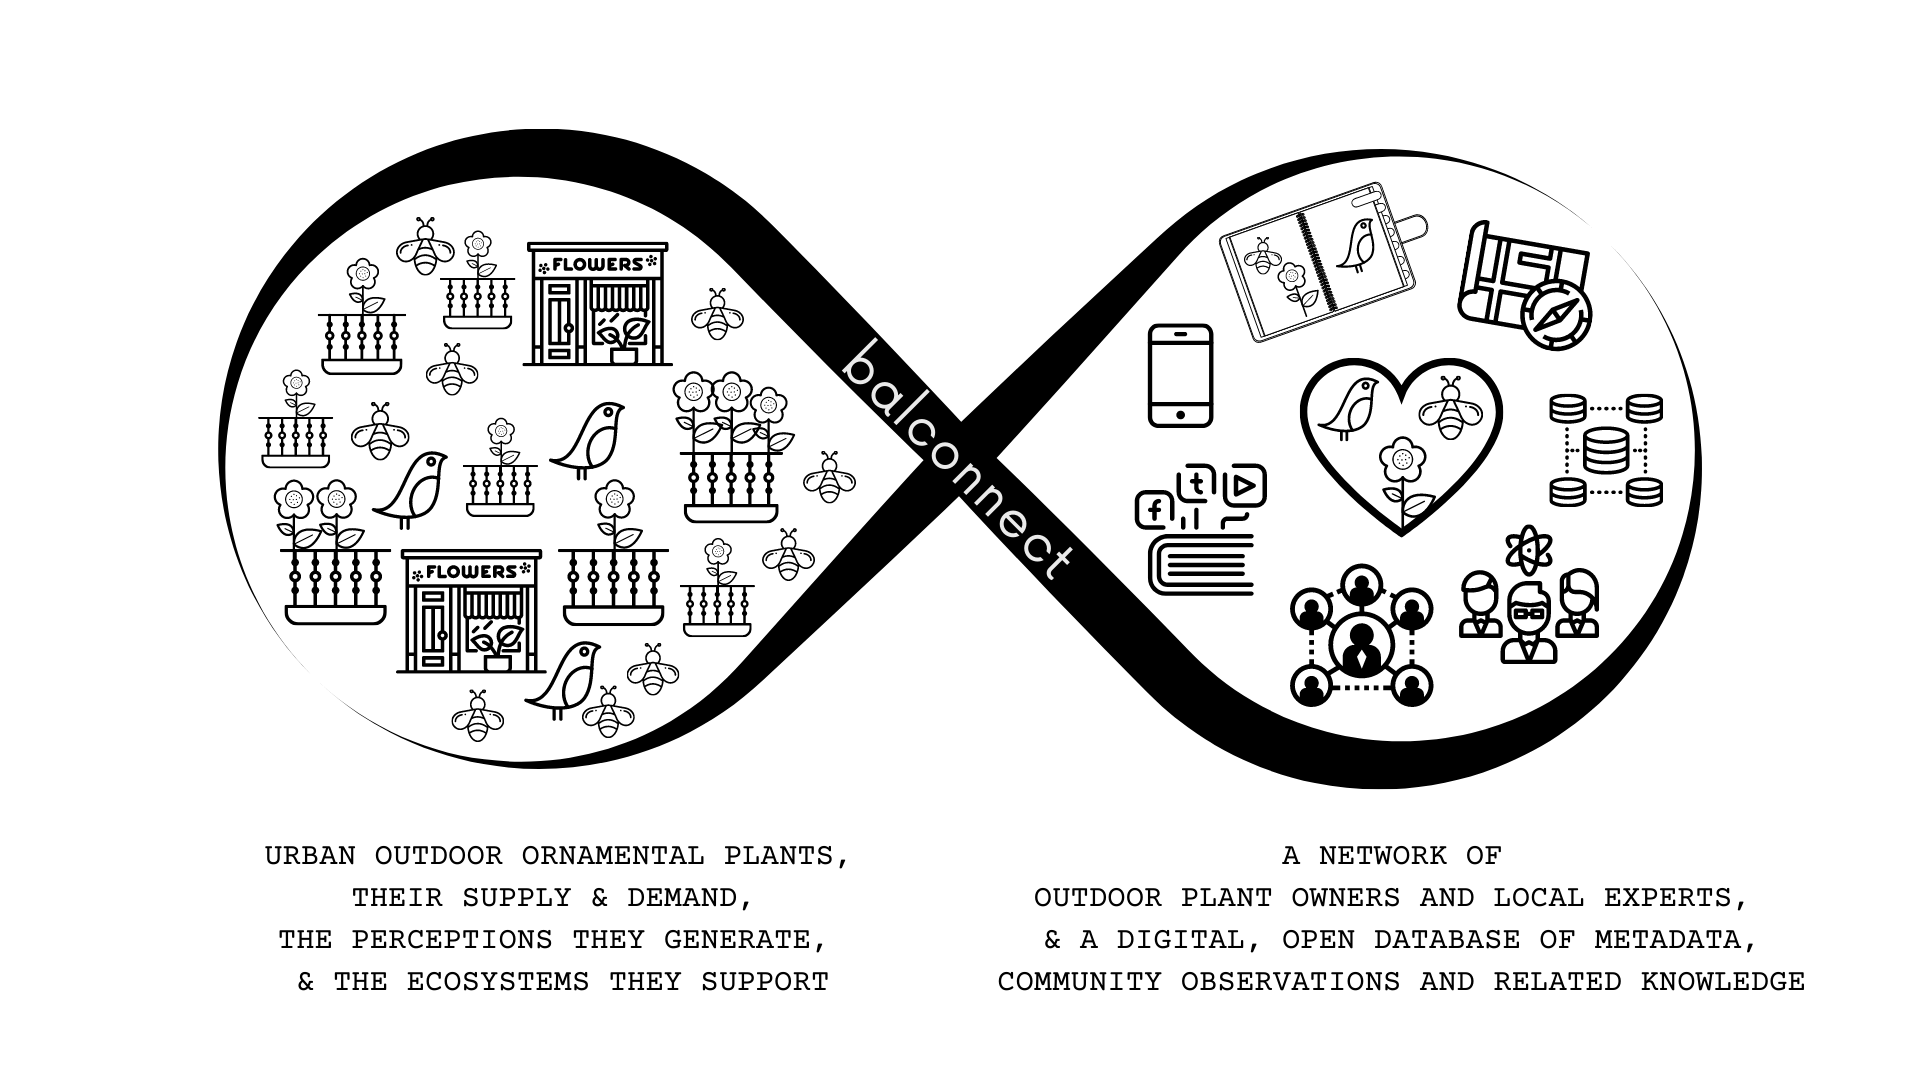 FLOWERS
FLOWERS
balconnect
t
f
URBAN OUTDOOR ORNAMENTAL PLANTS,
THEIR SUPPLY & DEMAND,
THE PERCEPTIONS THEY GENERATE,
& THE ECOSYSTEMS THEY SUPPORT
A NETWORK OF
OUTDOOR PLANT OWNERS AND LOCAL EXPERTS,
& A DIGITAL, OPEN DATABASE OF METADATA,
COMMUNITY OBSERVATIONS AND RELATED KNOWLEDGE